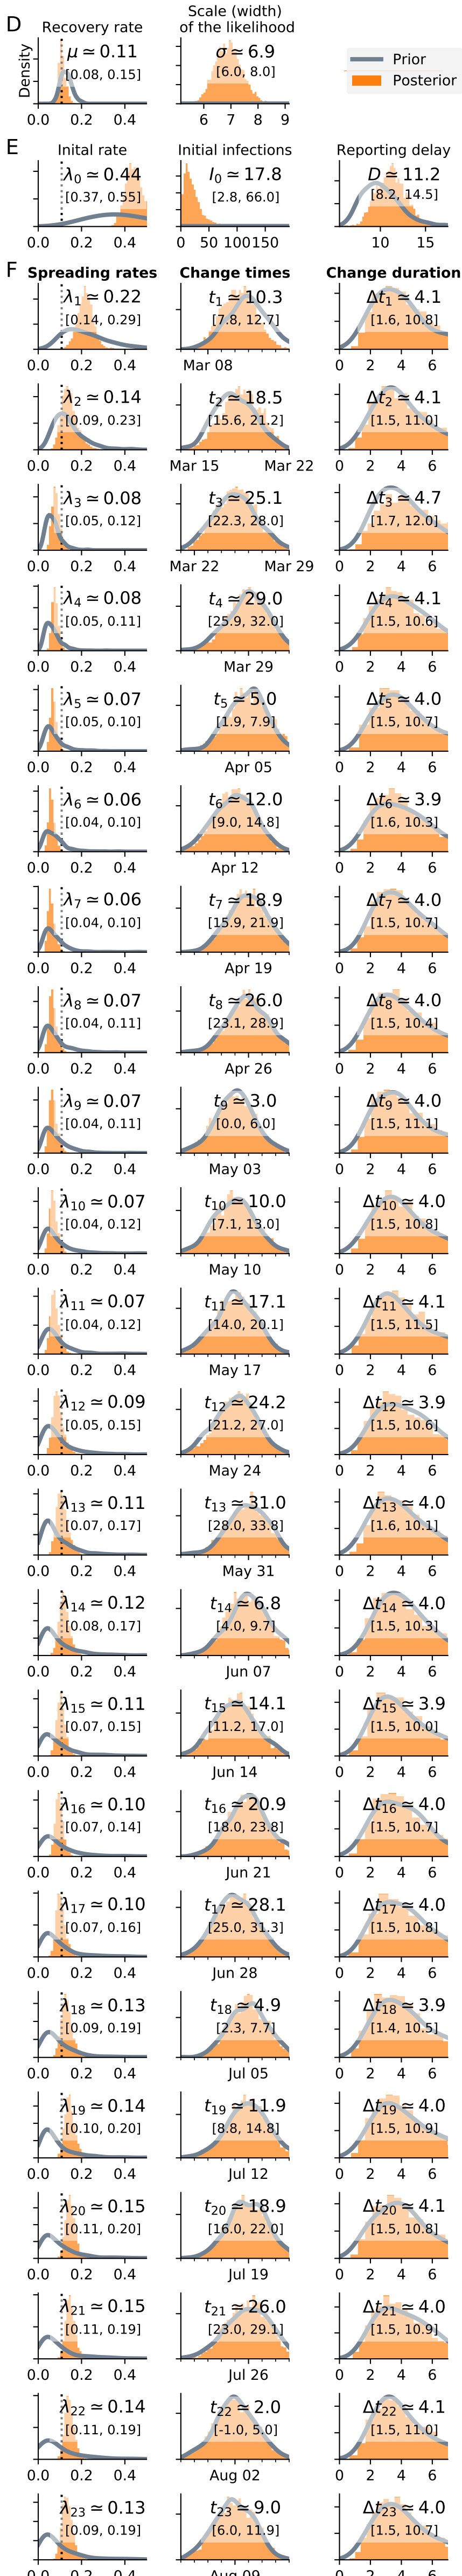 D
Recovery rate
Scale (width)
of the likelihood
Density
μ ≃ 0.11
[0.08, 0.15]
σ ≃ 6.9
[6.0, 8.0]
Prior
Posterior
0.0 0.2 0.4
6 7 8 9
E
Inital rate
Initial infections
Reporting delay
λ0 ≃ 0.44
[0.37, 0.55]
I0 ≃ 17.8
[2.8, 66.0]
D ≃ 11.2
[8.2, 14.5]
0.0 0.2 0.4
0 50 100 150
10 15
F
Spreading rates
Change times
Change duration
λ1 ≃ 0.22
[0.14, 0.29]
t1 ≃ 10.3
[7.8, 12.7]
Δt1 ≃ 4.1
[1.6, 10.8]
0.0 0.2 0.4
Mar 08
0 2 4 6
λ2 ≃ 0.14
[0.09, 0.23]
t2 ≃ 18.5
[15.6, 21.2]
Δt2 ≃ 4.1
[1.5, 11.0]
0.0 0.2 0.4
Mar 15 Mar 22
0 2 4 6
λ3 ≃ 0.08
[0.05, 0.12]
t3 ≃ 25.1
[22.3, 28.0]
Δt3 ≃ 4.7
[1.7, 12.0]
0.0 0.2 0.4
Mar 22 Mar 29
0 2 4 6
λ4 ≃ 0.08
[0.05, 0.11]
t4 ≃ 29.0
[25.9, 32.0]
Δt4 ≃ 4.1
[1.5, 10.6]
0.0 0.2 0.4
Mar 29
0 2 4 6
λ5 ≃ 0.07
[0.05, 0.10]
t5 ≃ 5.0
[1.9, 7.9]
Δt5 ≃ 4.0
[1.5, 10.7]
0.0 0.2 0.4
Apr 05
0 2 4 6
λ6 ≃ 0.06
[0.04, 0.10]
t6 ≃ 12.0
[9.0, 14.8]
Δt6 ≃ 3.9
[1.6, 10.3]
0.0 0.2 0.4
Apr 12
0 2 4 6
λ7 ≃ 0.06
[0.04, 0.10]
t7 ≃ 18.9
[15.9, 21.9]
Δt7 ≃ 4.0
[1.5, 10.7]
0.0 0.2 0.4
Apr 19
0 2 4 6
λ8 ≃ 0.07
[0.04, 0.11]
t8 ≃ 26.0
[23.1, 28.9]
Δt8 ≃ 4.0
[1.5, 10.4]
0.0 0.2 0.4
Apr 26
0 2 4 6
λ9 ≃ 0.07
[0.04, 0.11]
t9 ≃ 3.0
[0.0, 6.0]
Δt9 ≃ 4.0
[1.5, 11.1]
0.0 0.2 0.4
May 03
0 2 4 6
λ10 ≃ 0.07
[0.04, 0.12]
t10 ≃ 10.0
[7.1, 13.0]
Δt10 ≃ 4.0
[1.5, 10.8]
0.0 0.2 0.4
May 10
0 2 4 6
λ11 ≃ 0.07
[0.04, 0.12]
t11 ≃ 17.1
[14.0, 20.1]
Δt11 ≃ 4.1
[1.5, 11.5]
0.0 0.2 0.4
May 17
0 2 4 6
λ12 ≃ 0.09
[0.05, 0.15]
t12 ≃ 24.2
[21.2, 27.0]
Δt12 ≃ 3.9
[1.5, 10.6]
0.0 0.2 0.4
May 24
0 2 4 6
λ13 ≃ 0.11
[0.07, 0.17]
t13 ≃ 31.0
[28.0, 33.8]
Δt13 ≃ 4.0
[1.6, 10.1]
0.0 0.2 0.4
May 31
0 2 4 6
λ14 ≃ 0.12
[0.08, 0.17]
t14 ≃ 6.8
[4.0, 9.7]
Δt14 ≃ 4.0
[1.5, 10.3]
0.0 0.2 0.4
Jun 07
0 2 4 6
λ15 ≃ 0.11
[0.07, 0.15]
t15 ≃ 14.1
[11.2, 17.0]
Δt15 ≃ 3.9
[1.5, 10.0]
0.0 0.2 0.4
Jun 14
0 2 4 6
λ16 ≃ 0.10
[0.07, 0.14]
t16 ≃ 20.9
[18.0, 23.8]
Δt16 ≃ 4.0
[1.5, 10.7]
0.0 0.2 0.4
Jun 21
0 2 4 6
λ17 ≃ 0.10
[0.07, 0.16]
t17 ≃ 28.1
[25.0, 31.3]
Δt17 ≃ 4.0
[1.5, 10.8]
0.0 0.2 0.4
Jun 28
0 2 4 6
λ18 ≃ 0.13
[0.09, 0.19]
t18 ≃ 4.9
[2.3, 7.7]
Δt18 ≃ 3.9
[1.4, 10.5]
0.0 0.2 0.4
Jul 05
0 2 4 6
λ19 ≃ 0.14
[0.10, 0.20]
t19 ≃ 11.9
[8.8, 14.8]
Δt19 ≃ 4.0
[1.5, 10.9]
0.0 0.2 0.4
Jul 12
0 2 4 6
λ20 ≃ 0.15
[0.11, 0.20]
t20 ≃ 18.9
[16.0, 22.0]
Δt20 ≃ 4.1
[1.5, 10.8]
0.0 0.2 0.4
Jul 19
0 2 4 6
λ21 ≃ 0.15
[0.11, 0.19]
t21 ≃ 26.0
[23.0, 29.1]
Δt21 ≃ 4.0
[1.5, 10.9]
0.0 0.2 0.4
Jul 26
0 2 4 6
λ22 ≃ 0.14
[0.11, 0.19]
t22 ≃ 2.0
[-1.0, 5.0]
Δt22 ≃ 4.1
[1.5, 11.0]
0.0 0.2 0.4
Aug 02
0 2 4 6
λ23 ≃ 0.13
[0.09, 0.19]
t23 ≃ 9.0
[6.0, 11.9]
Δt23 ≃ 4.0
[1.5, 10.7]
0.0 0.2 0.4
Aug 09
0 2 4 6